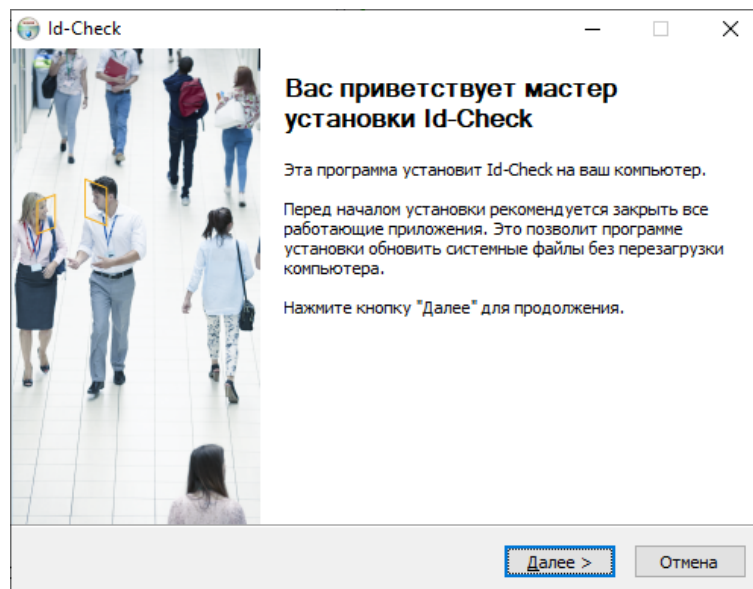 Id-Check
Вас приветствует мастер
установки Id-Check
Эта программа установит Id-Check на ваш компьютер.
Перед началом установки рекомендуется закрыть все
работающие приложения. Это позволит программе
установки обновить системные файлы без перезагрузки
компьютера.
Нажмите кнопку "Далее" для продолжения.
Далее >
Отмена